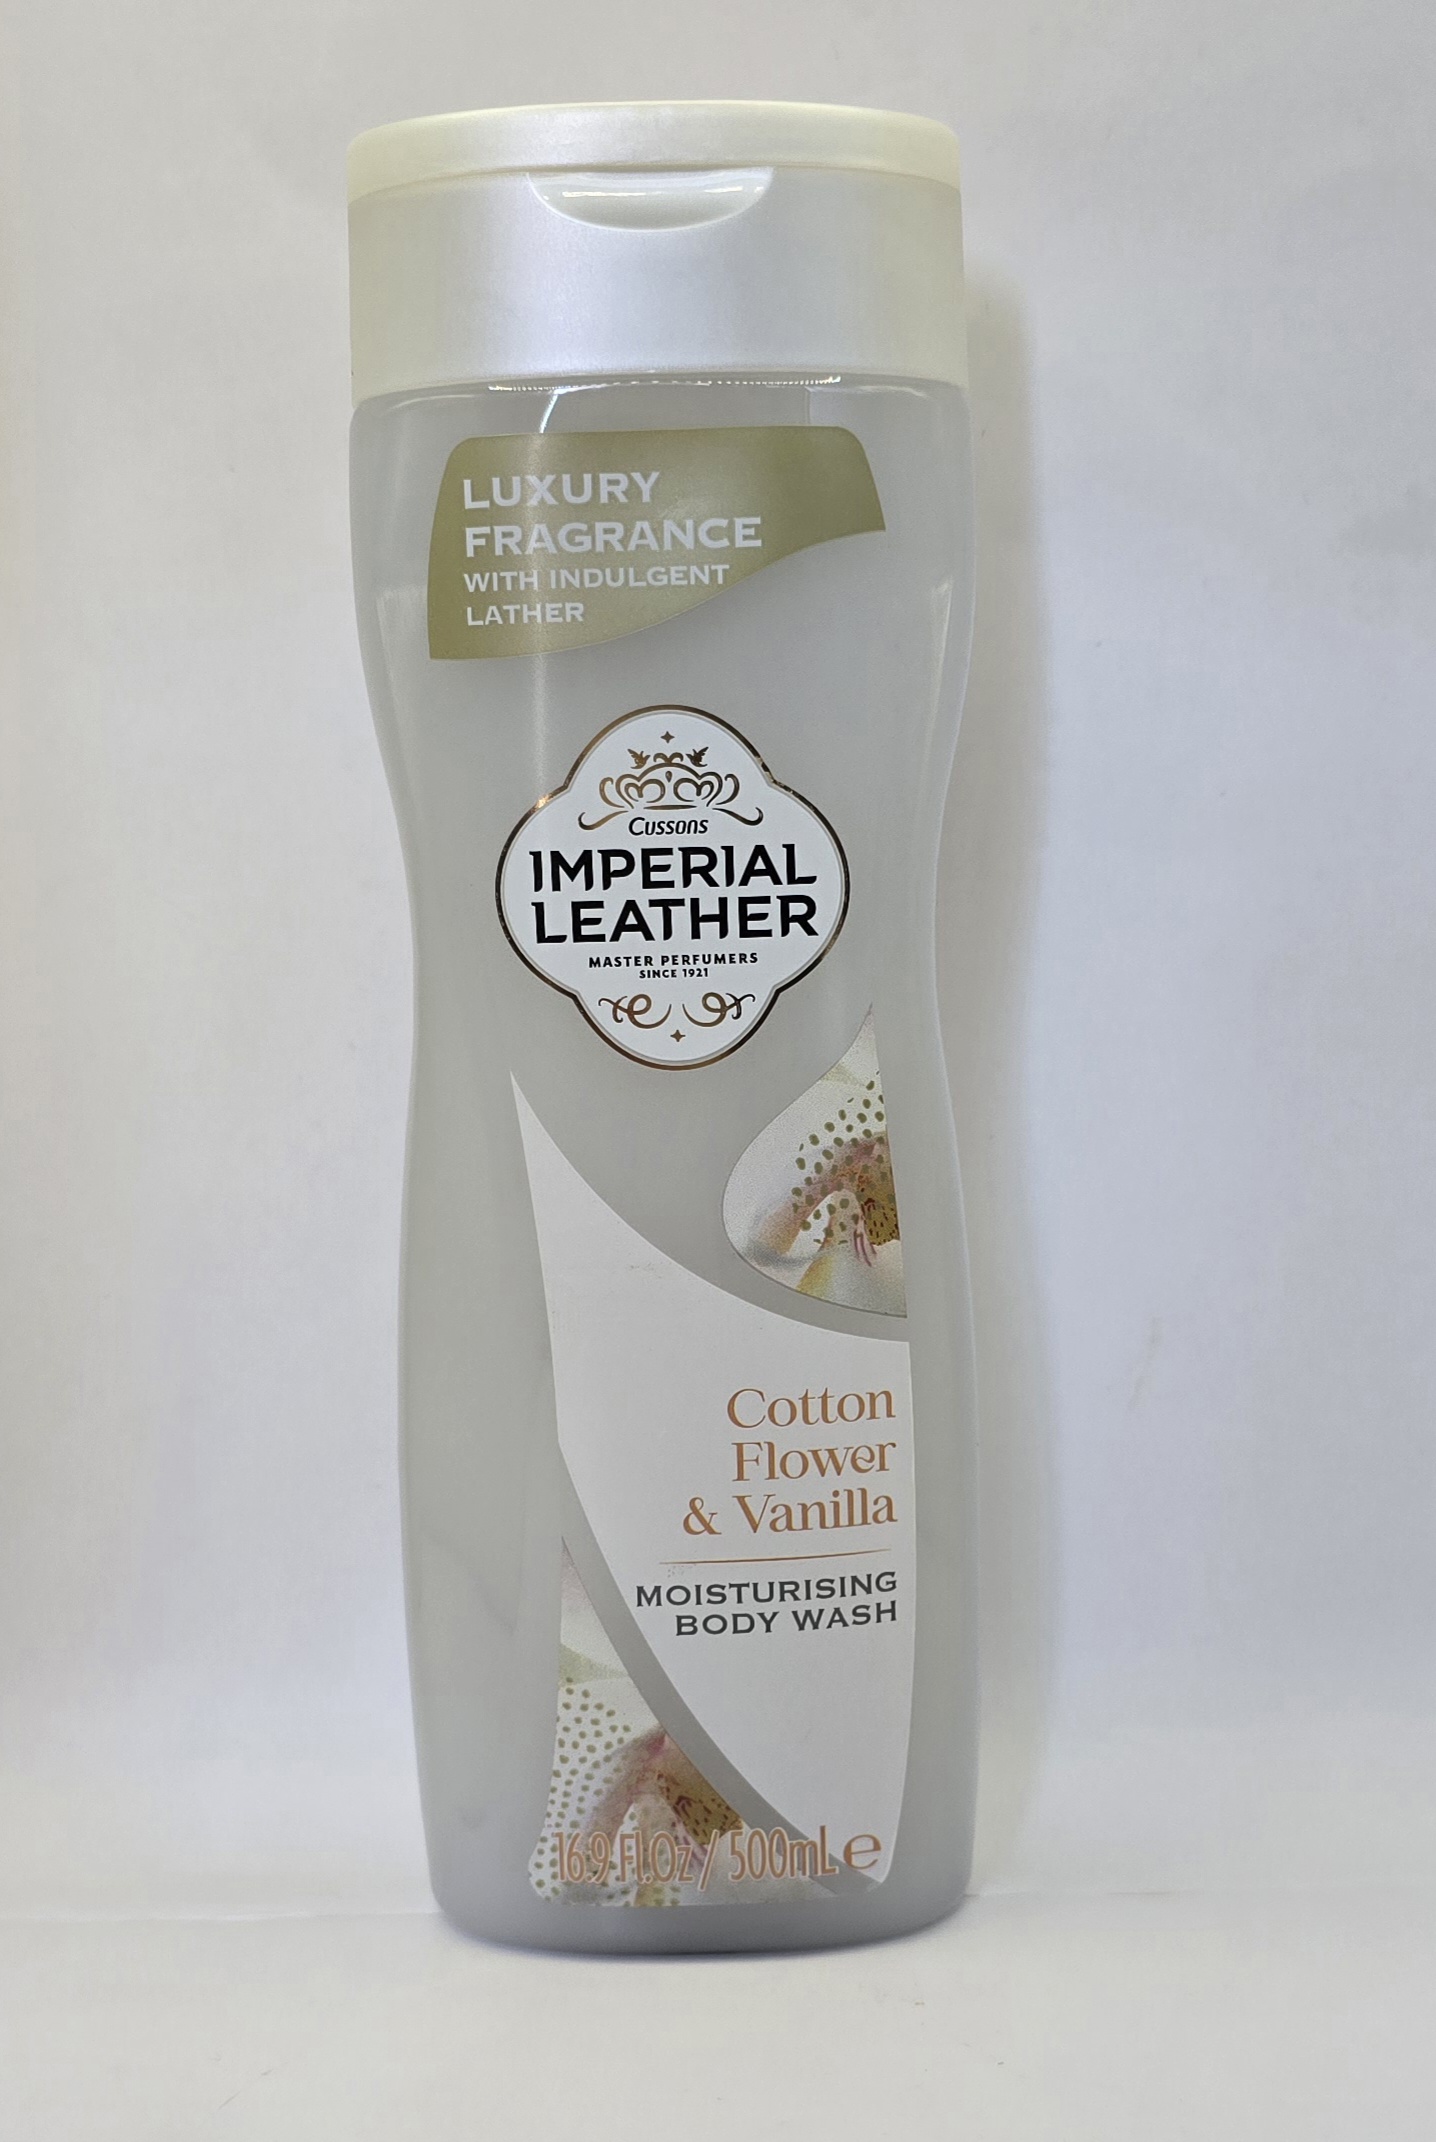 LUXURY
FRAGRANCE
WITH INDULGENT
LATHER
Cussons
IMPERIAL
LEATHER
MASTER PERFUMERS
SINCE 1921
Cotton
Flower
& Vanilla
MOISTURISING
BODY WASH
16.9 Fl.Oz / 500mL ℮